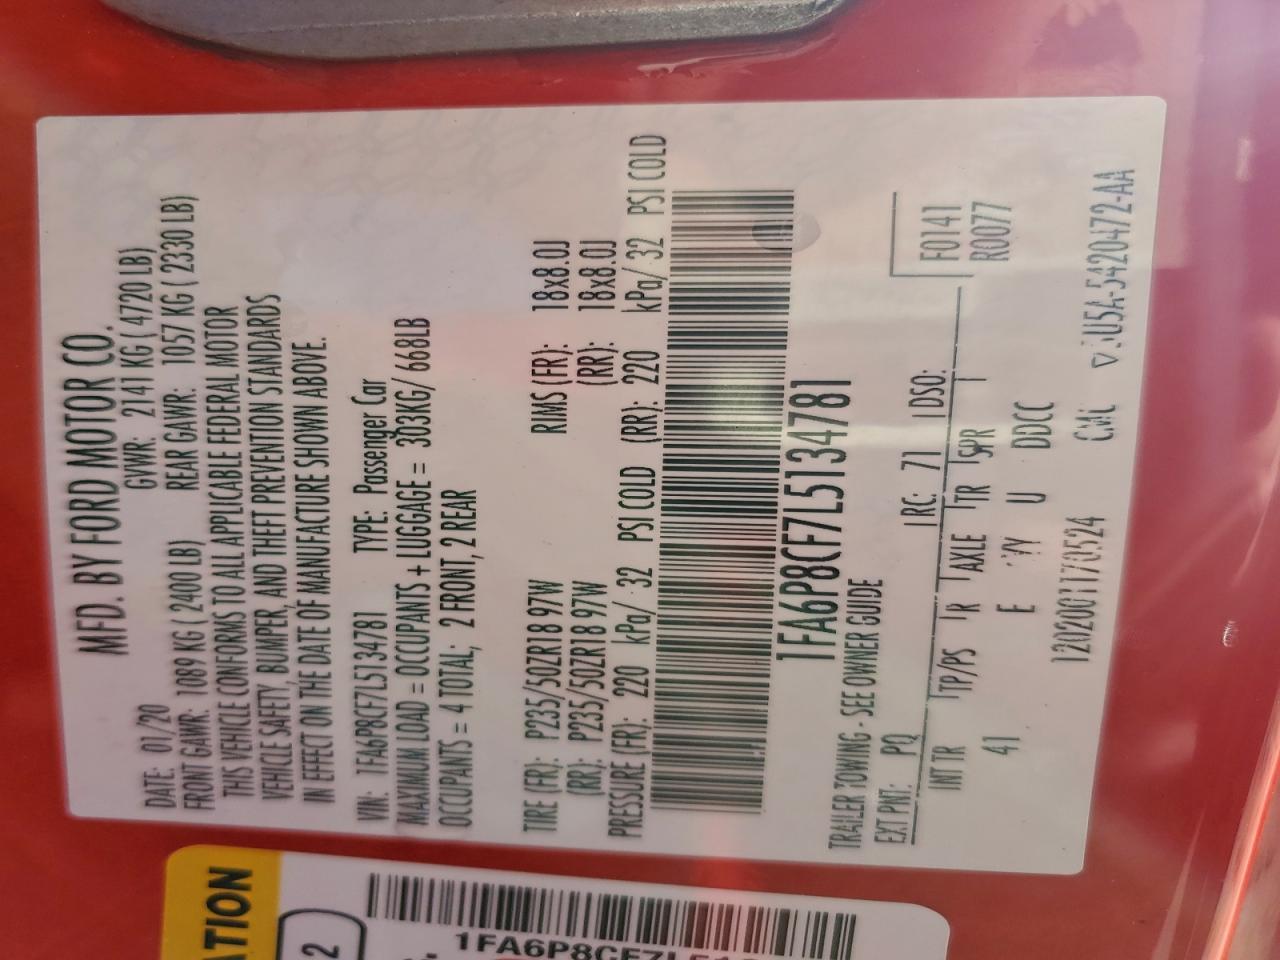 MFD. BY FORD MOTOR CO.
DATE: 01/20 GVWR: 2141 KG ( 4720 LB)
FRONT GAWR: 1089 KG ( 2400 LB) REAR GAWR: 1057 KG ( 2330 LB)
THIS VEHICLE CONFORMS TO ALL APPLICABLE FEDERAL MOTOR
VEHICLE SAFETY, BUMPER, AND THEFT PREVENTION STANDARDS
IN EFFECT ON THE DATE OF MANUFACTURE SHOWN ABOVE.
VIN: 1FA6P8CF7L5134781 TYPE: Passenger Car
MAXIMUM LOAD = OCCUPANTS + LUGGAGE = 303KG/ 668LB
OCCUPANTS = 4 TOTAL; 2 FRONT, 2 REAR
TIRE (FR): P235/50ZR18 97W RIMS (FR): 18x8.0J
(RR): P235/50ZR18 97W (RR): 18x8.0J
PRESSURE (FR): 220 kPa/ 32 PSI COLD (RR): 220 kPa/ 32 PSI COLD
1FA6P8CF7L5134781
TRAILER TOWING - SEE OWNER GUIDE
EXT PNT: PQ RC: 71 DSO: F0141
INT TR TP/PS R AXLE TR SPR R0077
41 E U DDCC
ATION
2